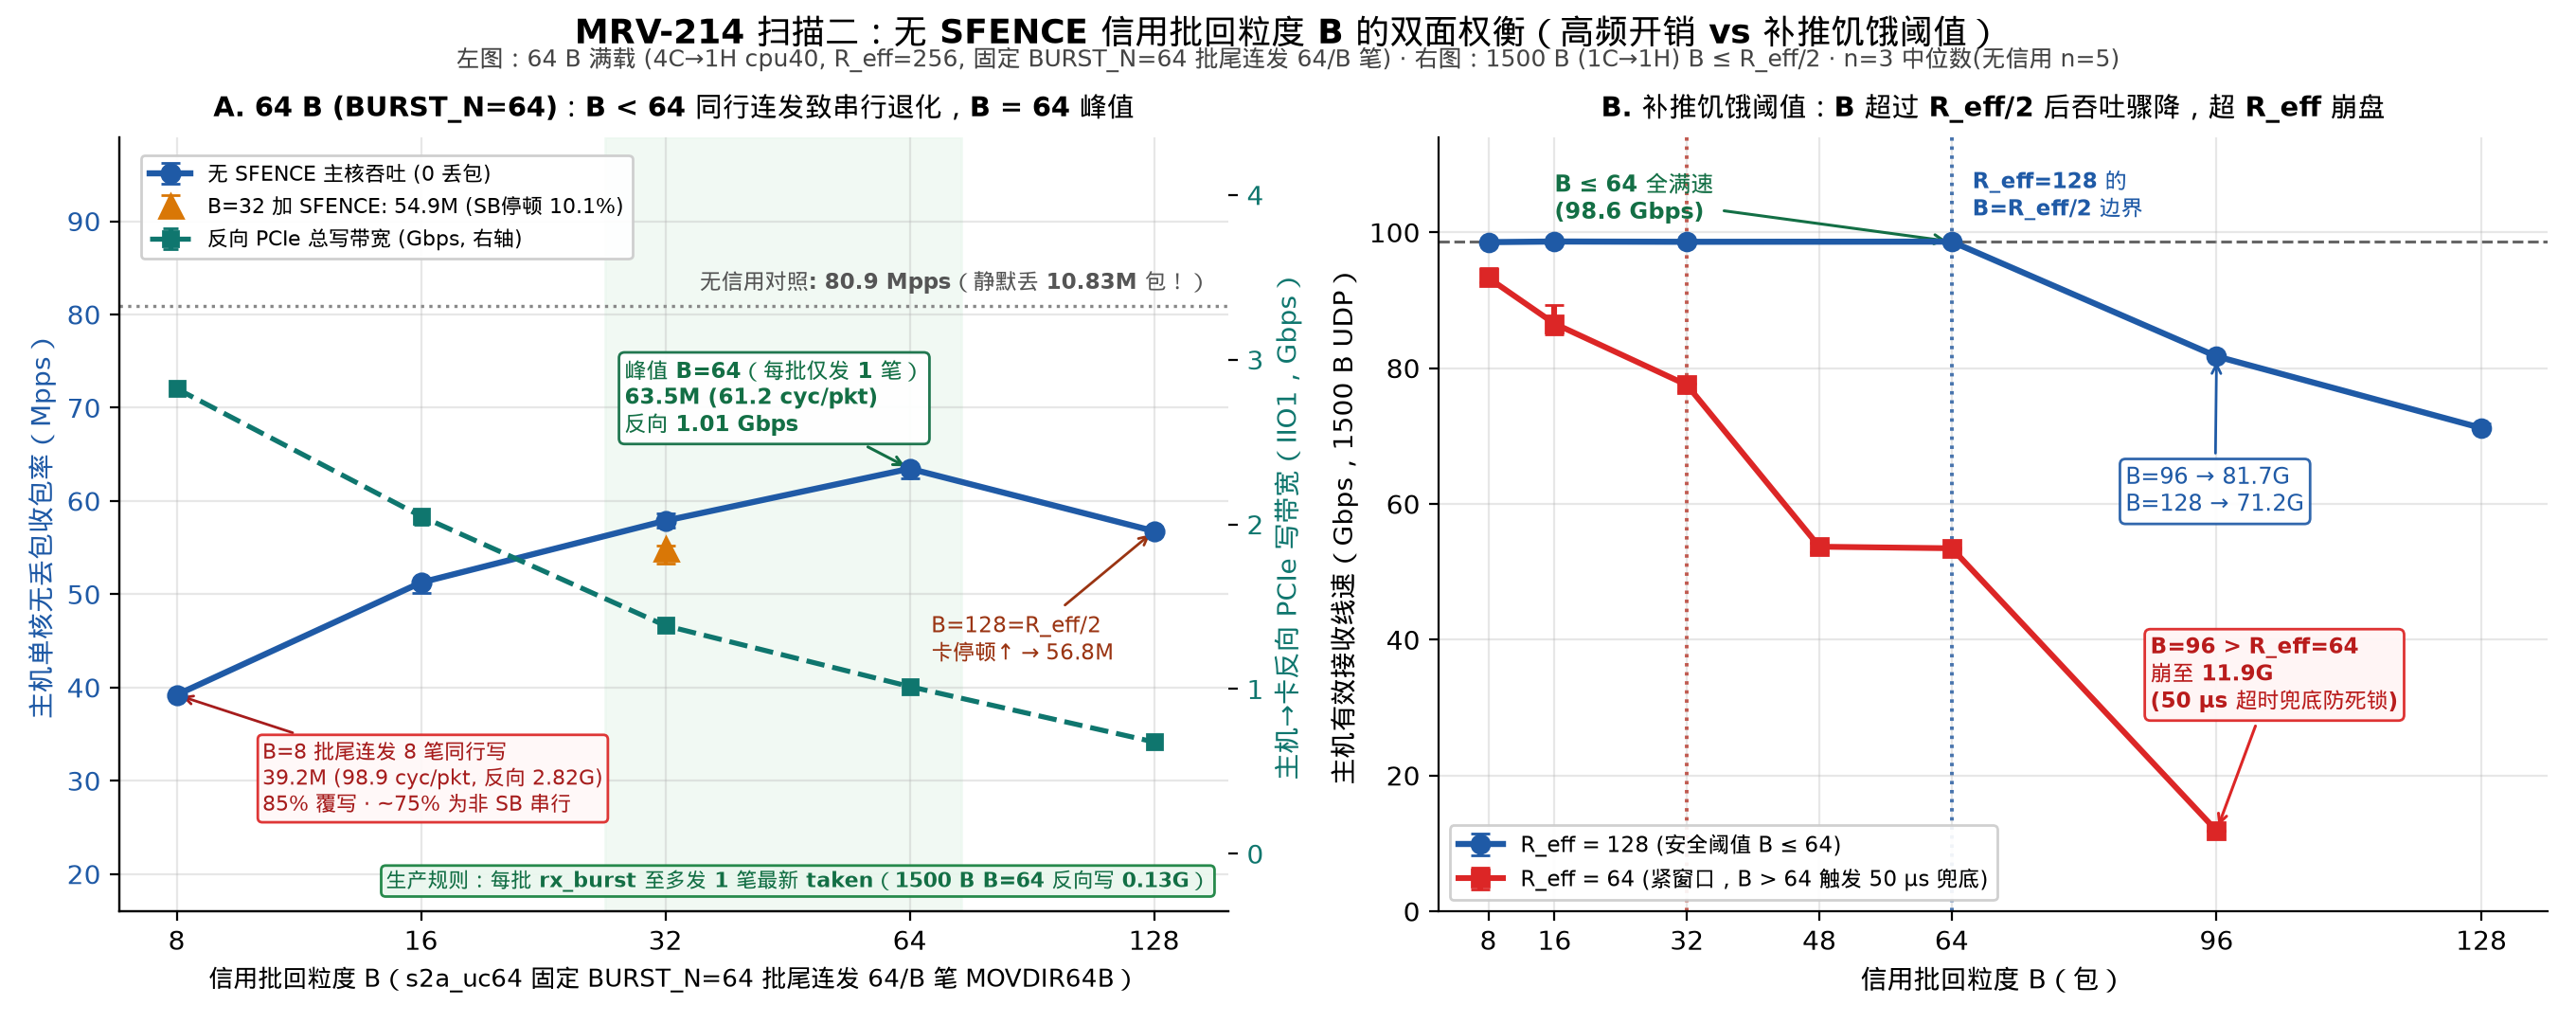 MRV-214 扫描二：无 SFENCE 信用批回粒度 B 的双面权衡（高频开销 vs 补推饥饿阈值）
左图：64 B 满载 (4C→1H cpu40, R_eff=256, 固定 BURST_N=64 批尾连发 64/B 笔) · 右图：1500 B (1C→1H) B ≤ R_eff/2 · n=3 中位数(无信用 n=5)
A. 64 B (BURST_N=64)：B < 64 同行连发致串行退化，B = 64 峰值
无 SFENCE 主核吞吐 (0 丢包)
B=32 加 SFENCE: 54.9M (SB停顿 10.1%)
反向 PCIe 总写带宽 (Gbps, 右轴)
无信用对照: 80.9 Mpps（静默丢 10.83M 包！）
峰值 B=64（每批仅发 1 笔）
63.5M (61.2 cyc/pkt)
反向 1.01 Gbps
B=128=R_eff/2
卡停顿↑ → 56.8M
B=8 批尾连发 8 笔同行写
39.2M (98.9 cyc/pkt, 反向 2.82G)
85% 覆写 · ~75% 为非 SB 串行
生产规则：每批 rx_burst 至多发 1 笔最新 taken（1500 B B=64 反向写 0.13G）
主机单核无丢包收包率（Mpps）
90
80
70
60
50
40
30
20
4
3
2
1
0
主机→卡反向 PCIe 写带宽（IIO1，Gbps）
8
16
32
64
128
信用批回粒度 B（s2a_uc64 固定 BURST_N=64 批尾连发 64/B 笔 MOVDIR64B）
B. 补推饥饿阈值：B 超过 R_eff/2 后吞吐骤降，超 R_eff 崩盘
B ≤ 64 全满速
(98.6 Gbps)
R_eff=128 的
B=R_eff/2 边界
B=96 → 81.7G
B=128 → 71.2G
B=96 > R_eff=64
崩至 11.9G
(50 μs 超时兜底防死锁)
R_eff = 128 (安全阈值 B ≤ 64)
R_eff = 64 (紧窗口，B > 64 触发 50 μs 兜底)
主机有效接收线速（Gbps，1500 B UDP）
100
80
60
40
20
0
8
16
32
48
64
96
128
信用批回粒度 B（包）